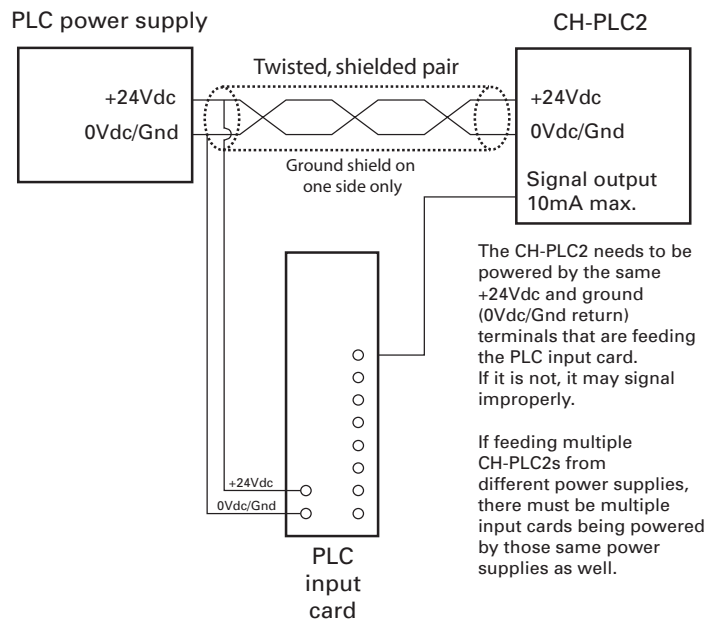 PLC power supply
CH-PLC2
Twisted, shielded pair
+24Vdc
0Vdc/Gnd
+24Vdc
0Vdc/Gnd
Ground shield on
one side only
Signal output
10mA max.
The CH-PLC2 needs to be
powered by the same
+24Vdc and ground
(0Vdc/Gnd return)
terminals that are feeding
the PLC input card.
If it is not, it may signal
improperly.
If feeding multiple
CH-PLC2s from
different power supplies,
there must be multiple
input cards being powered
by those same power
supplies as well.
+24Vdc
0Vdc/Gnd
PLC
input
card